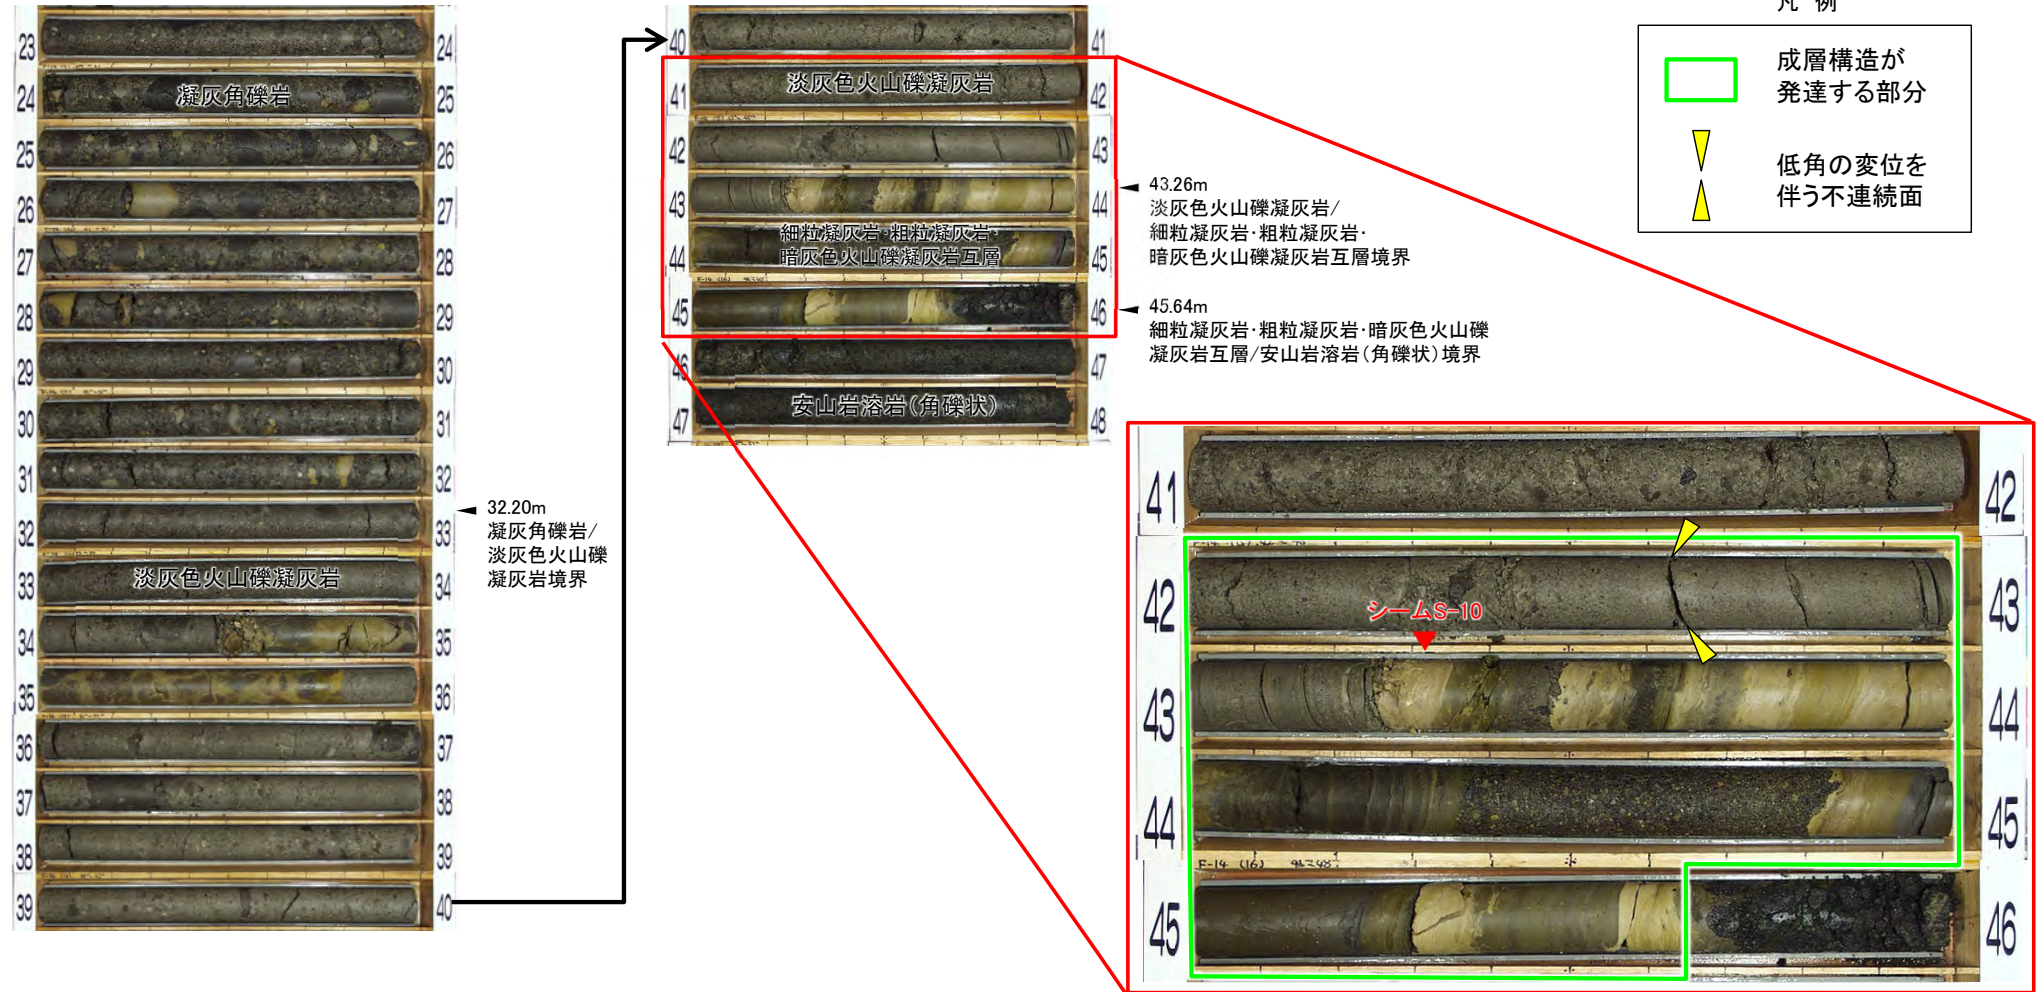 23
24
凝灰角礫岩
24
25
25
26
26
27
27
28
28
29
29
30
30
31
31
32
32
33
淡灰色火山礫凝灰岩
33
34
34
35
35
36
36
37
37
38
38
39
39
40
32.20m
凝灰角礫岩/
淡灰色火山礫
凝灰岩境界
40
41
淡灰色火山礫凝灰岩
41
42
42
43
43
44
細粒凝灰岩・粗粒凝灰岩・
暗灰色火山礫凝灰岩互層
44
45
45
46
46
47
安山岩溶岩(角礫状)
47
48
43.26m
淡灰色火山礫凝灰岩/
細粒凝灰岩・粗粒凝灰岩・
暗灰色火山礫凝灰岩互層境界
45.64m
細粒凝灰岩・粗粒凝灰岩・暗灰色火山礫
凝灰岩互層/安山岩溶岩(角礫状)境界
凡 例
成層構造が
発達する部分
低角の変位を
伴う不連続面
41
42
42
43
シームS-10
43
44
44
45
F-14 (16)
45
46